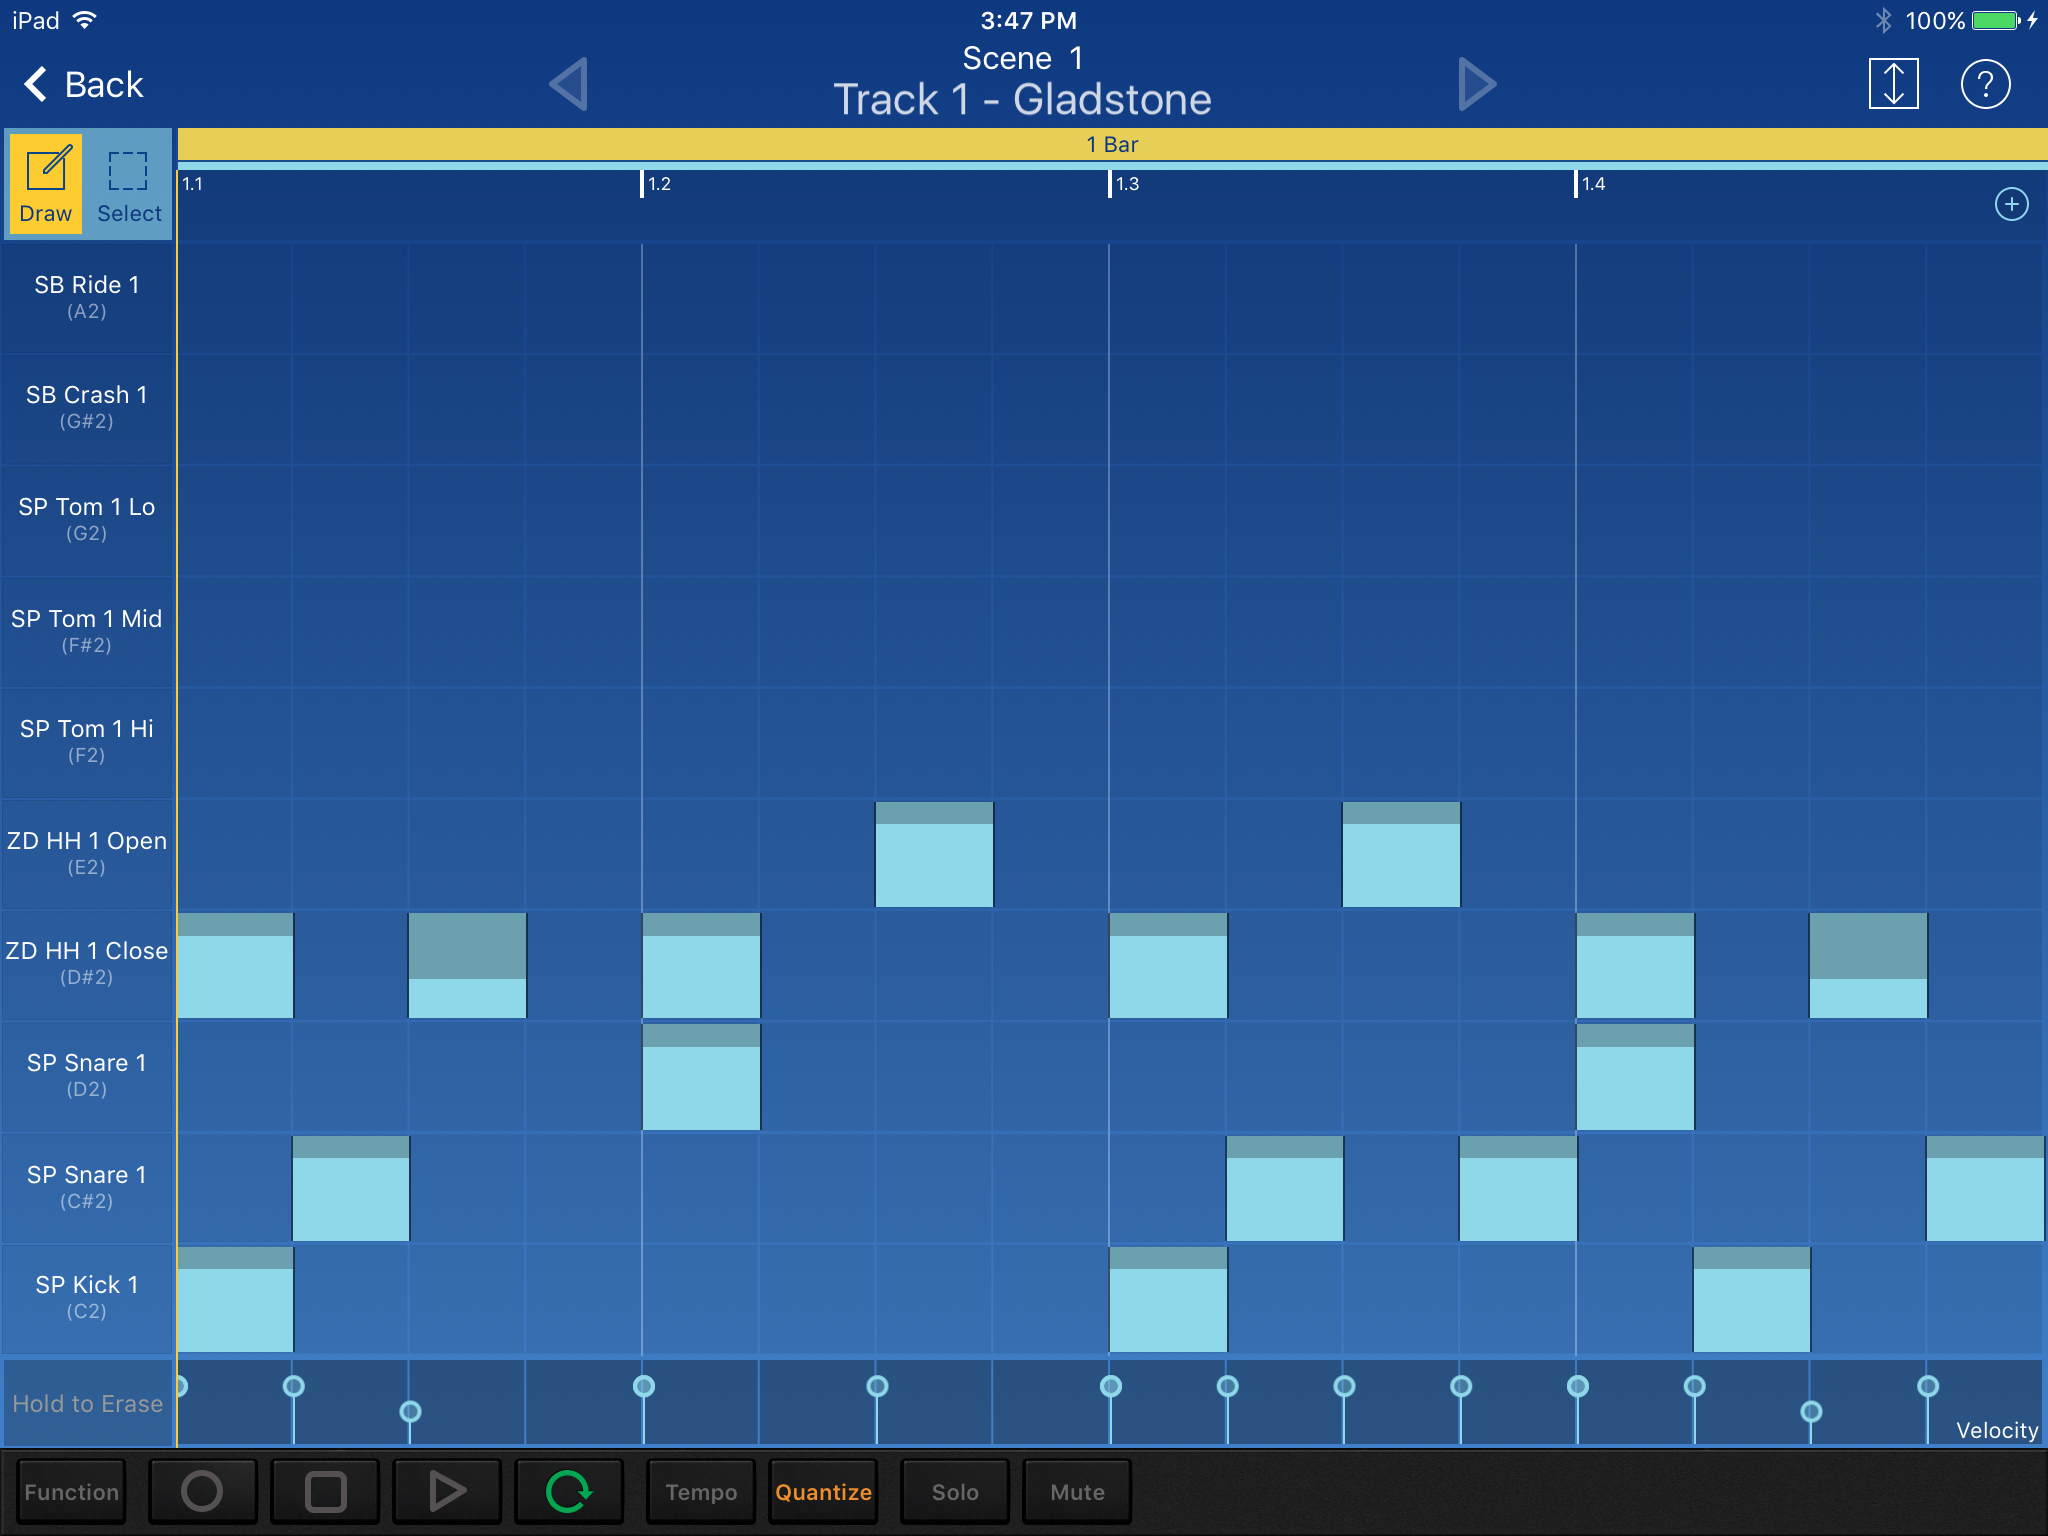 iPad
3:47 PM
100%
Back
Scene 1
Track 1 - Gladstone
?
Draw
Select
1 Bar
1.1
1.2
1.3
1.4
SB Ride 1
(A2)
SB Crash 1
(G#2)
SP Tom 1 Lo
(G2)
SP Tom 1 Mid
(F#2)
SP Tom 1 Hi
(F2)
ZD HH 1 Open
(E2)
ZD HH 1 Close
(D#2)
SP Snare 1
(D2)
SP Snare 1
(C#2)
SP Kick 1
(C2)
Hold to Erase
Velocity
Function
Tempo
Quantize
Solo
Mute